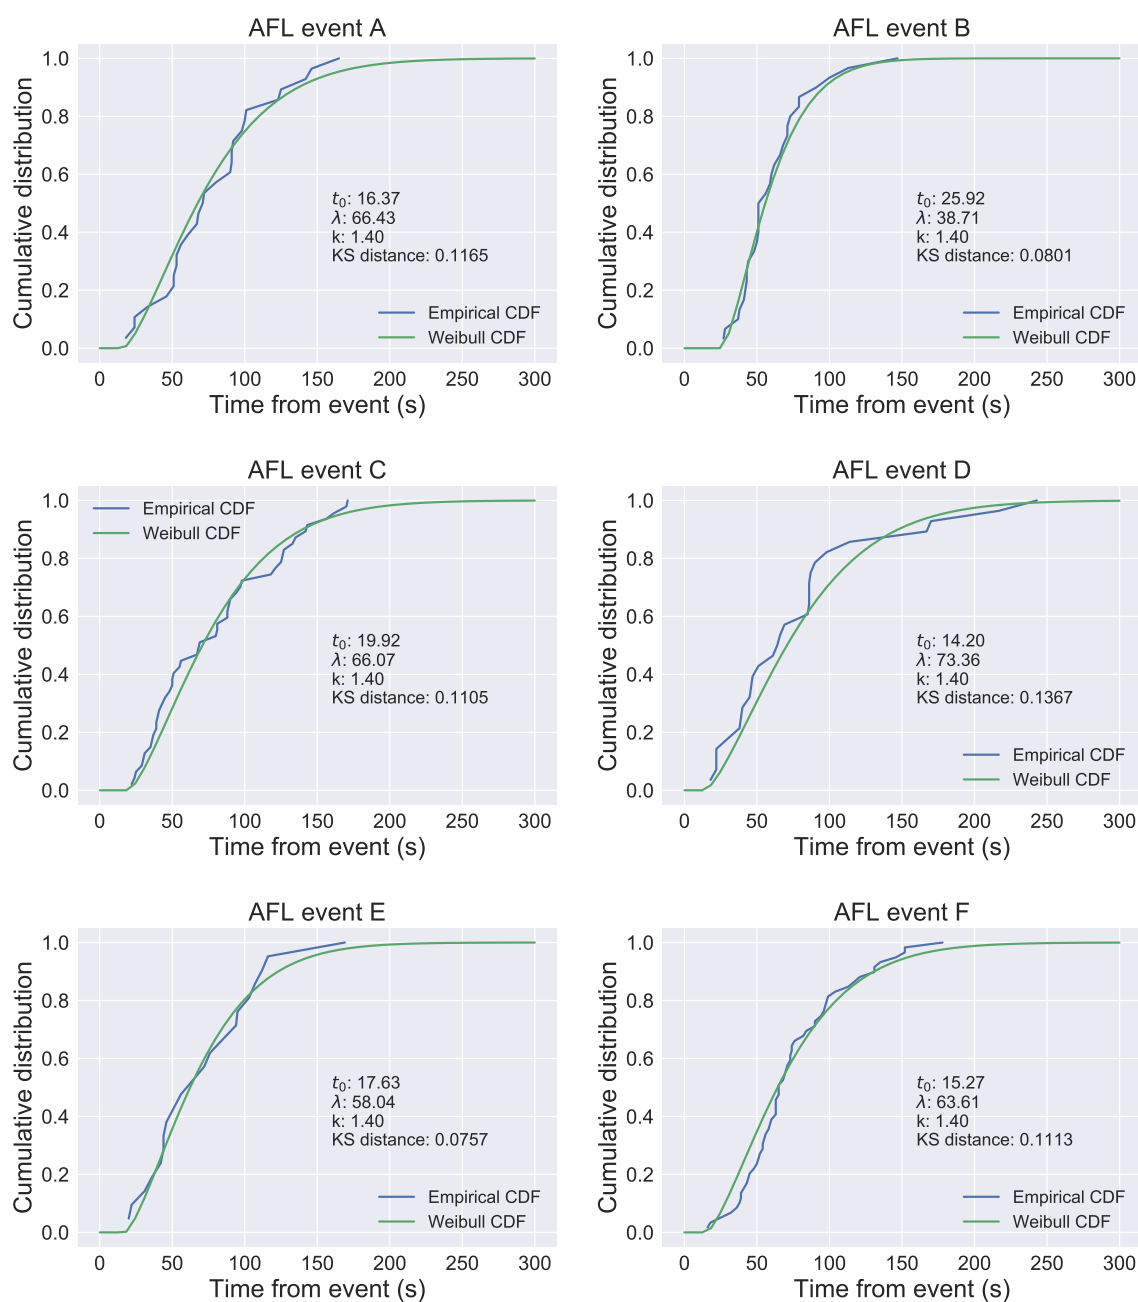 AFL event A
Cumulative distribution
1.0
0.8
0.6
0.4
0.2
0.0
t₀: 16.37
λ: 66.43
k: 1.40
KS distance: 0.1165
Empirical CDF
Weibull CDF
0 50 100 150 200 250 300
Time from event (s)
AFL event B
Cumulative distribution
1.0
0.8
0.6
0.4
0.2
0.0
t₀: 25.92
λ: 38.71
k: 1.40
KS distance: 0.0801
Empirical CDF
Weibull CDF
0 50 100 150 200 250 300
Time from event (s)
AFL event C
Cumulative distribution
1.0
0.8
0.6
0.4
0.2
0.0
Empirical CDF
Weibull CDF
t₀: 19.92
λ: 66.07
k: 1.40
KS distance: 0.1105
0 50 100 150 200 250 300
Time from event (s)
AFL event D
Cumulative distribution
1.0
0.8
0.6
0.4
0.2
0.0
t₀: 14.20
λ: 73.36
k: 1.40
KS distance: 0.1367
Empirical CDF
Weibull CDF
0 50 100 150 200 250 300
Time from event (s)
AFL event E
Cumulative distribution
1.0
0.8
0.6
0.4
0.2
0.0
t₀: 17.63
λ: 58.04
k: 1.40
KS distance: 0.0757
Empirical CDF
Weibull CDF
0 50 100 150 200 250 300
Time from event (s)
AFL event F
Cumulative distribution
1.0
0.8
0.6
0.4
0.2
0.0
t₀: 15.27
λ: 63.61
k: 1.40
KS distance: 0.1113
Empirical CDF
Weibull CDF
0 50 100 150 200 250 300
Time from event (s)